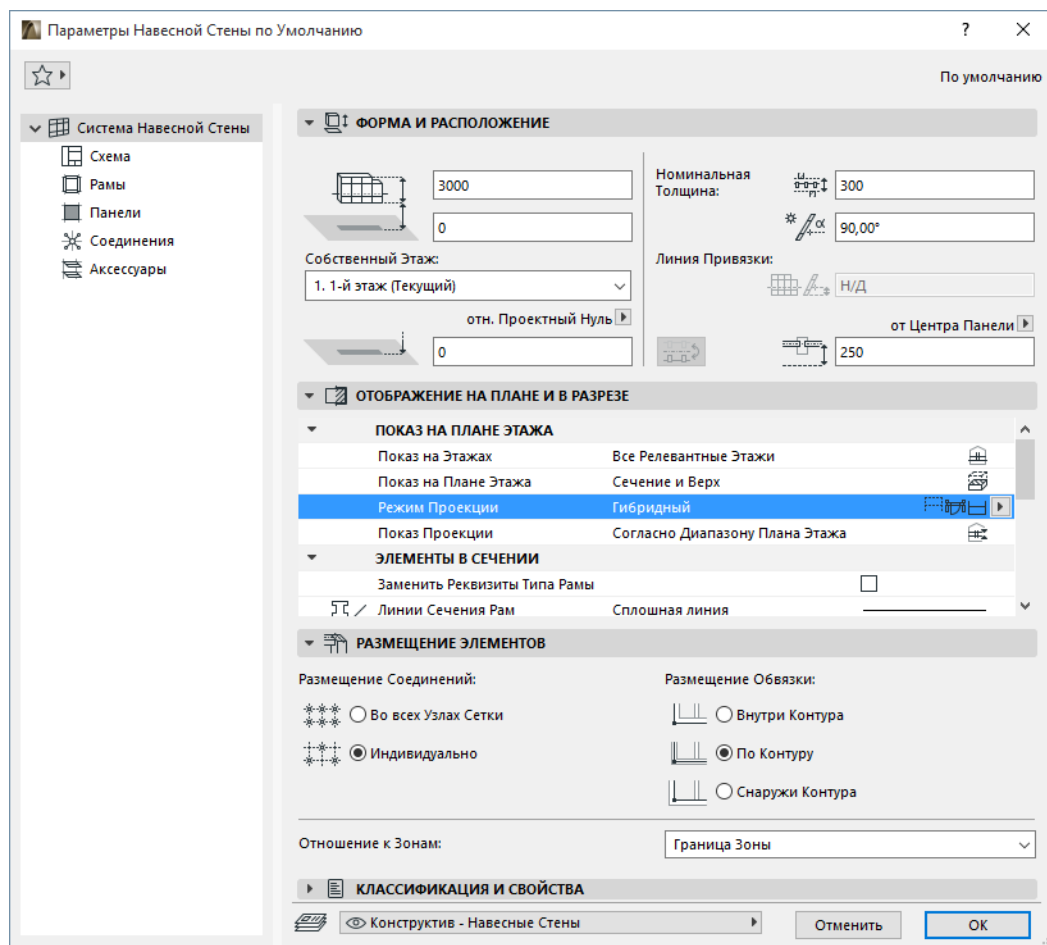 Параметры Навесной Стены по Умолчанию ?
По умолчанию
Система Навесной Стены
Схема
Рамы
Панели
Соединения
Аксессуары
ФОРМА И РАСПОЛОЖЕНИЕ
3000
0
Собственный Этаж:
1. 1-й этаж (Текущий)
отн. Проектный Нуль
0
Номинальная
Толщина:
300
α
90,00°
Линия Привязки:
Н/Д
от Центра Панели
250
ОТОБРАЖЕНИЕ НА ПЛАНЕ И В РАЗРЕЗЕ
ПОКАЗ НА ПЛАНЕ ЭТАЖА
Показ на Этажах Все Релевантные Этажи
Показ на Плане Этажа Сечение и Верх
Режим Проекции Гибридный
Показ Проекции Согласно Диапазону Плана Этажа
ЭЛЕМЕНТЫ В СЕЧЕНИИ
Заменить Реквизиты Типа Рамы
Линии Сечения Рам Сплошная линия
РАЗМЕЩЕНИЕ ЭЛЕМЕНТОВ
Размещение Соединений:
Во всех Узлах Сетки
Индивидуально
Размещение Обвязки:
Внутри Контура
По Контуру
Снаружи Контура
Отношение к Зонам: Граница Зоны
КЛАССИФИКАЦИЯ И СВОЙСТВА
Конструктив - Навесные Стены
Отменить
ОК